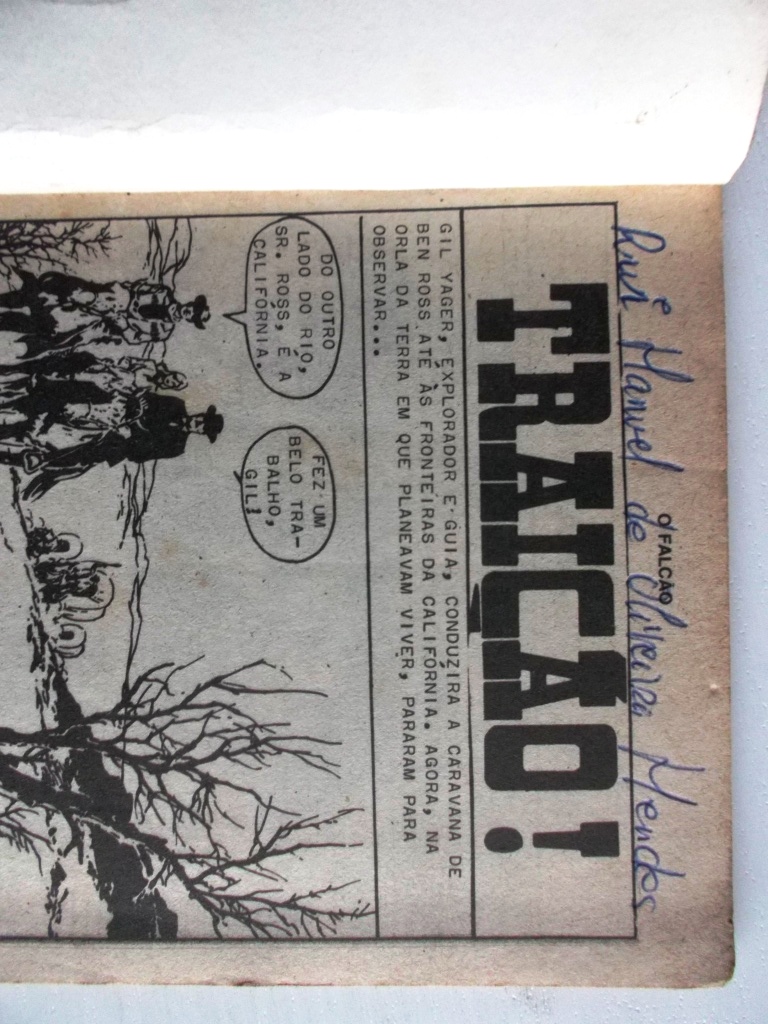 Rui Manuel de Oliveira Mendes
O FALCÃO
TRAIÇÃO!
GIL YAGER, EXPLORADOR E GUIA, CONDUZIRA A CARAVANA DE
BEN ROSS ATÉ ÀS FRONTEIRAS DA CALIFÓRNIA. AGORA, NA
ORLA DA TERRA EM QUE PLANEAVAM VIVER, PARARAM PARA
OBSERVAR...
DO OUTRO
LADO DO RIO,
SR. ROSS, É A
CALIFÓRNIA.
FEZ UM
BELO TRA-
BALHO,
GIL!